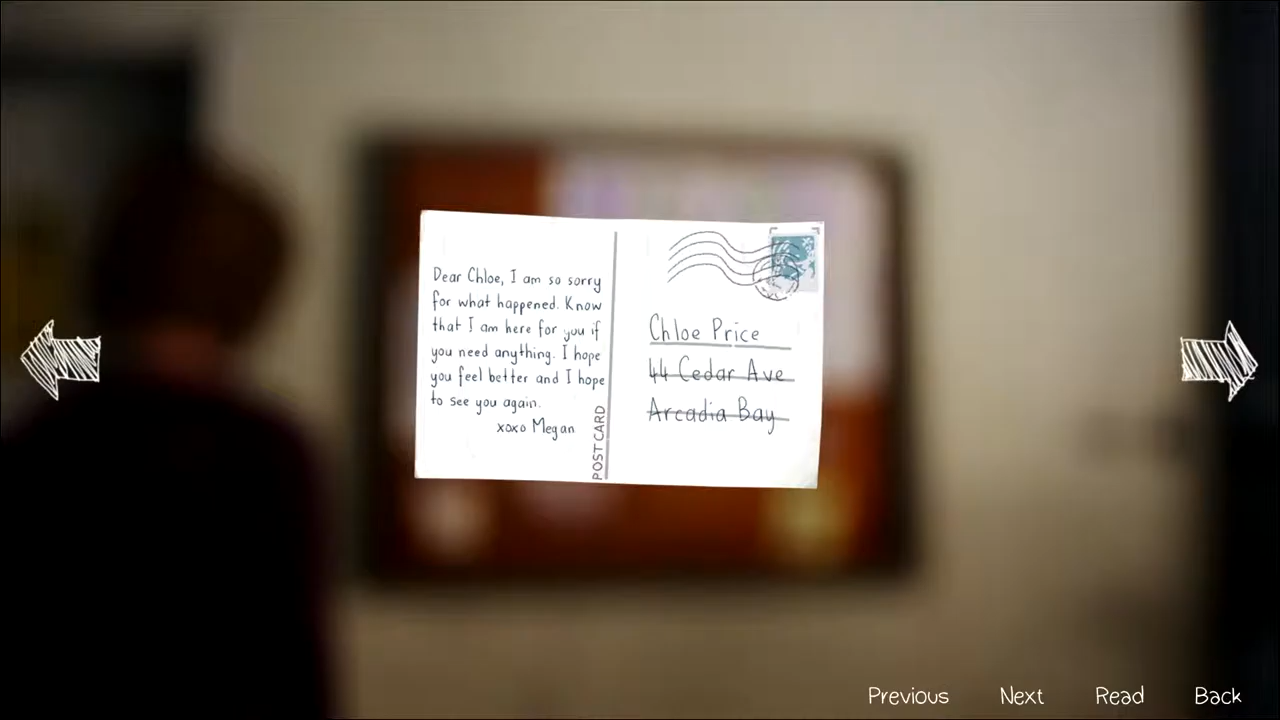 Dear Chloe, I am so sorry
for what happened. Know
that I am here for you if
you need anything. I hope
you feel better and I hope
to see you again.
xoxo Megan
POSTCARD
Chloe Price
44 Cedar Ave
Arcadia Bay
Previous Next Read Back